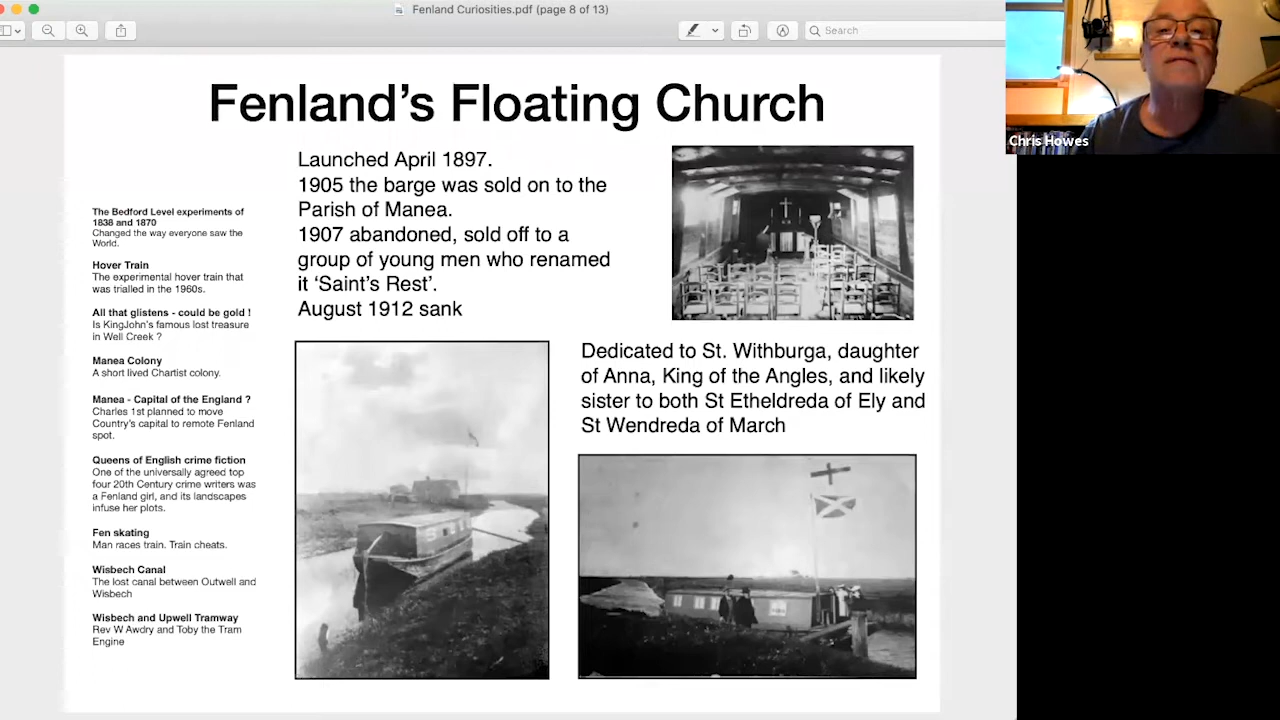 Fenland Curiosities.pdf (page 8 of 13)
Search
Chris Howes
Fenland's Floating Church
Launched April 1897.
1905 the barge was sold on to the
Parish of Manea.
1907 abandoned, sold off to a
group of young men who renamed
it ‘Saint’s Rest’.
August 1912 sank
Dedicated to St. Withburga, daughter
of Anna, King of the Angles, and likely
sister to both St Etheldreda of Ely and
St Wendreda of March
The Bedford Level experiments of
1838 and 1870
Changed the way everyone saw the
World.
Hover Train
The experimental hover train that
was trialled in the 1960s.
All that glistens - could be gold !
Is KingJohn's famous lost treasure
in Well Creek ?
Manea Colony
A short lived Chartist colony.
Manea - Capital of the England ?
Charles 1st planned to move
Country's capital to remote Fenland
spot.
Queens of English crime fiction
One of the universally agreed top
four 20th Century crime writers was
a Fenland girl, and its landscapes
infuse her plots.
Fen skating
Man races train. Train cheats.
Wisbech Canal
The lost canal between Outwell and
Wisbech
Wisbech and Upwell Tramway
Rev W Awdry and Toby the Tram
Engine